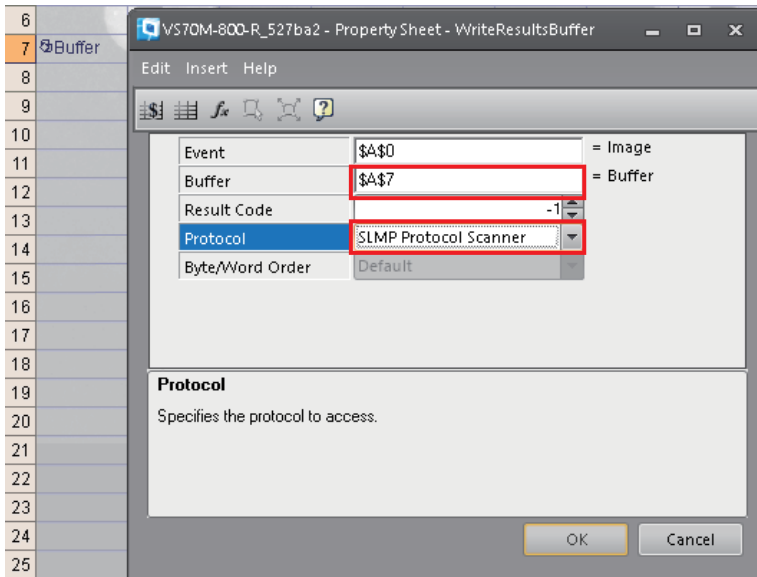 6
7 Buffer
8
9
10
11
12
13
14
15
16
17
18
19
20
21
22
23
24
25
VS70M-800-R_527ba2 - Property Sheet - WriteResultsBuffer
Edit Insert Help
Event $A$0 = Image
Buffer $A$7 = Buffer
Result Code -1
Protocol SLMP Protocol Scanner
Byte/Word Order Default
Protocol
Specifies the protocol to access.
OK Cancel